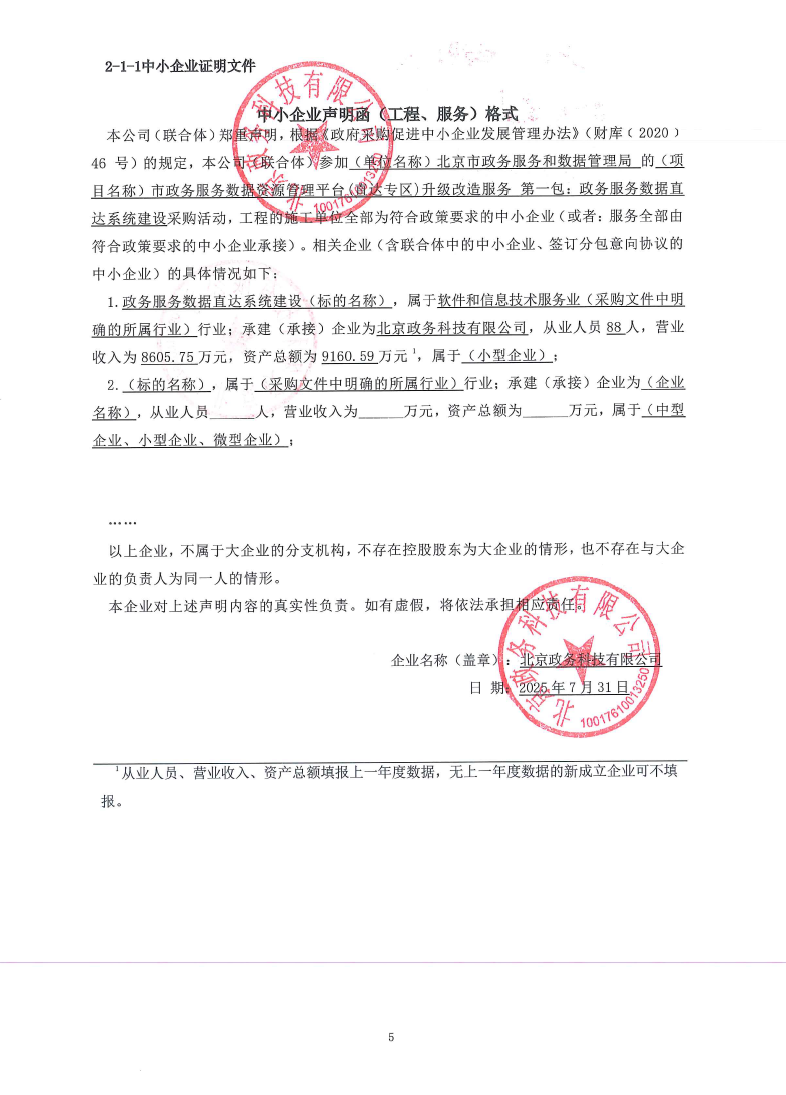 2-1-1中小企业证明文件
中小企业声明函（工程、服务）格式
本公司（联合体）郑重声明，根据《政府采购促进中小企业发展管理办法》（财库﹝2020﹞
46 号）的规定，本公司（联合体）参加（单位名称）北京市政务服务和数据管理局 的（项
目名称）市政务服务数据资源管理平台(直达专区)升级改造服务 第一包：政务服务数据直
达系统建设采购活动，工程的施工单位全部为符合政策要求的中小企业（或者：服务全部由
符合政策要求的中小企业承接）。相关企业（含联合体中的中小企业、签订分包意向协议的
中小企业）的具体情况如下：
1. 政务服务数据直达系统建设（标的名称），属于软件和信息技术服务业（采购文件中明
确的所属行业）行业；承建（承接）企业为北京政务科技有限公司，从业人员 88 人，营业
收入为 8605.75 万元，资产总额为 9160.59 万元 1，属于（小型企业）；
2. （标的名称），属于（采购文件中明确的所属行业）行业；承建（承接）企业为（企业
名称），从业人员______人，营业收入为______万元，资产总额为______万元，属于（中型
企业、小型企业、微型企业）；
……
以上企业，不属于大企业的分支机构，不存在控股股东为大企业的情形，也不存在与大企
业的负责人为同一人的情形。
本企业对上述声明内容的真实性负责。如有虚假，将依法承担相应责任。
企业名称（盖章）：北京政务科技有限公司
日 期：2025 年 7 月 31 日
北京政务科技有限公司
10017610013250
1 从业人员、营业收入、资产总额填报上一年度数据，无上一年度数据的新成立企业可不填
报。
5